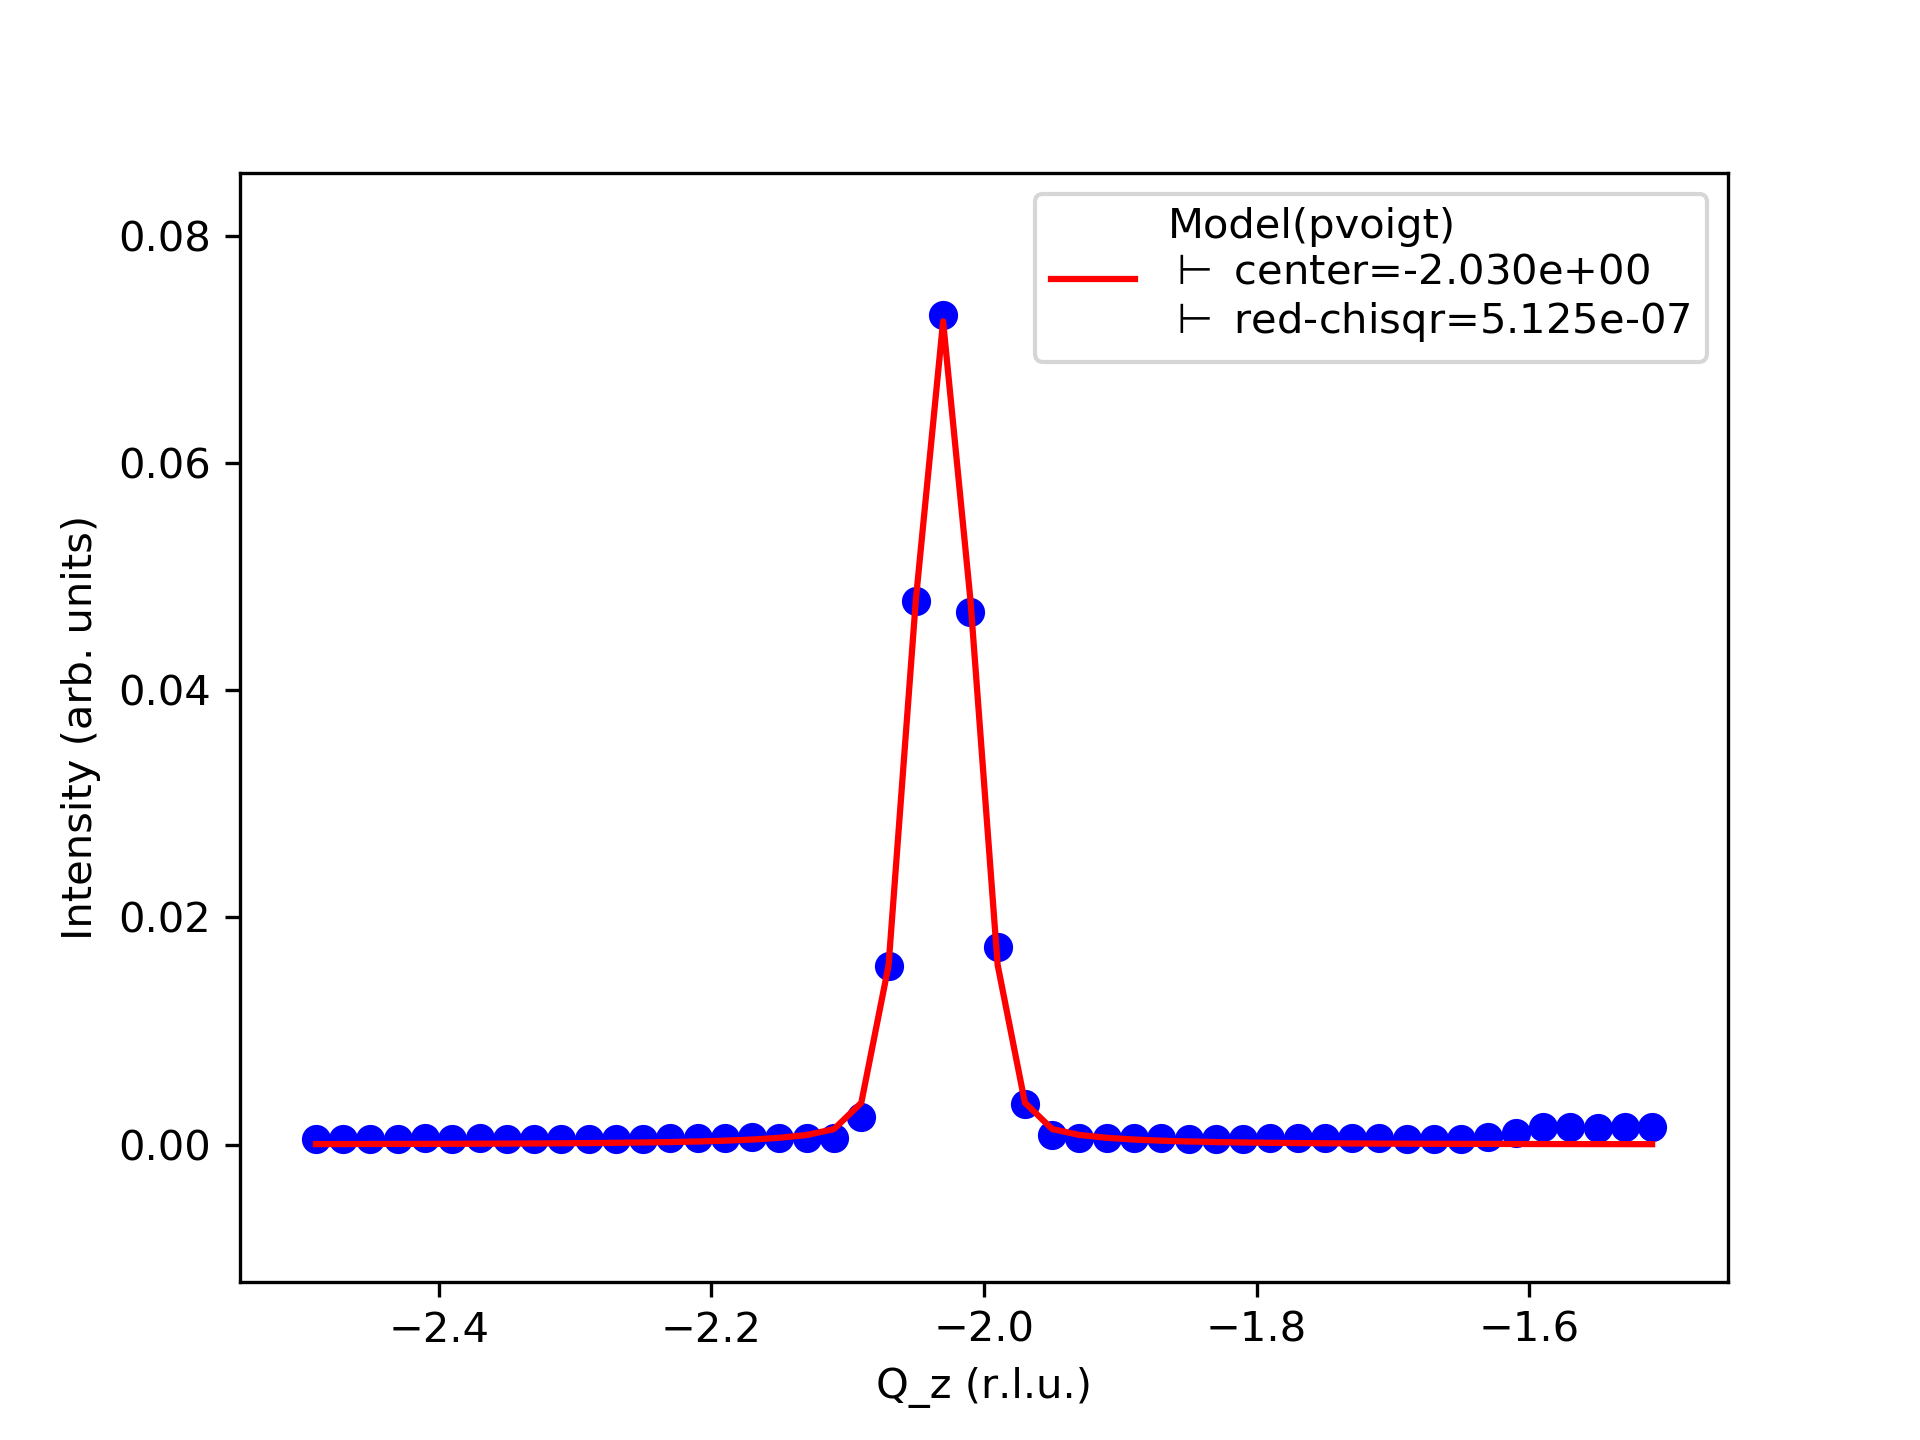 Model(pvoigt)
⊢ center=-2.030e+00
⊢ red-chisqr=5.125e-07
0.08
0.06
0.04
0.02
0.00
Intensity (arb. units)
−2.4 −2.2 −2.0 −1.8 −1.6
Q_z (r.l.u.)